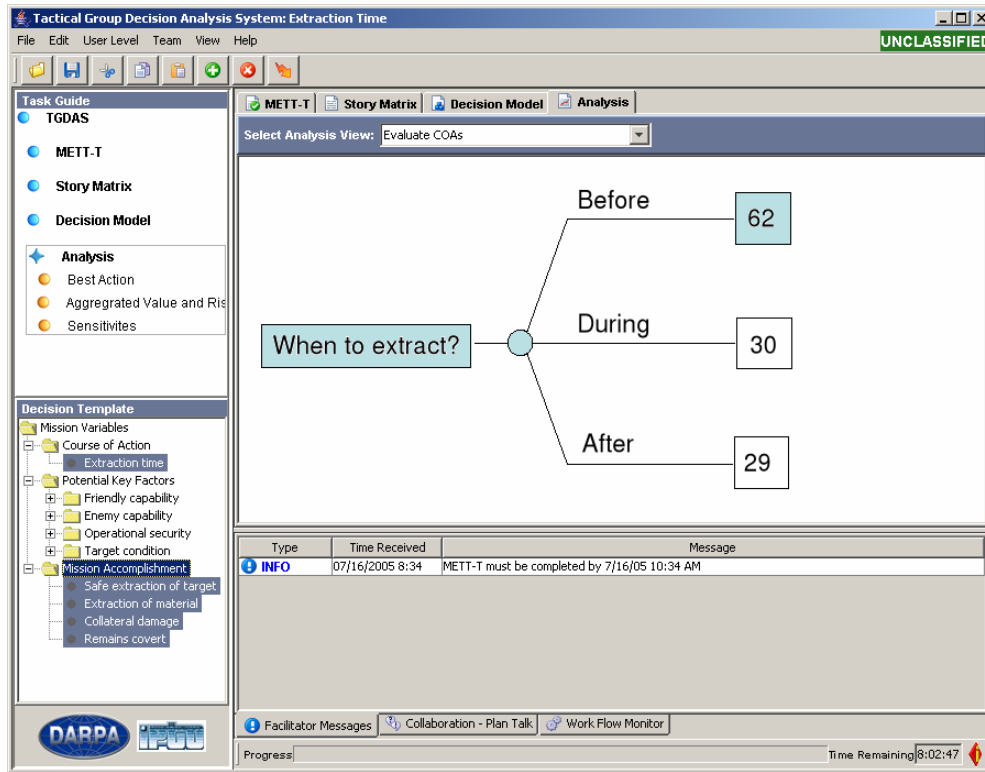 Tactical Group Decision Analysis System: Extraction Time
File Edit User Level Team View Help
UNCLASSIFIED
Task Guide
TGDAS
METT-T
Story Matrix
Decision Model
Analysis
Best Action
Aggregrated Value and Ris
Sensitivites
Decision Template
Mission Variables
Course of Action
Extraction time
Potential Key Factors
Friendly capability
Enemy capability
Operational security
Target condition
Mission Accomplishment
Safe extraction of target
Extraction of material
Collateral damage
Remains covert
DARPA
METT-T Story Matrix Decision Model Analysis
Select Analysis View: Evaluate COAs
Before
62
When to extract?
During
30
After
29
Type Time Received Message
INFO 07/16/2005 8:34 METT-T must be completed by 7/16/05 10:34 AM
Facilitator Messages Collaboration - Plan Talk Work Flow Monitor
Progress Time Remaining 8:02:47